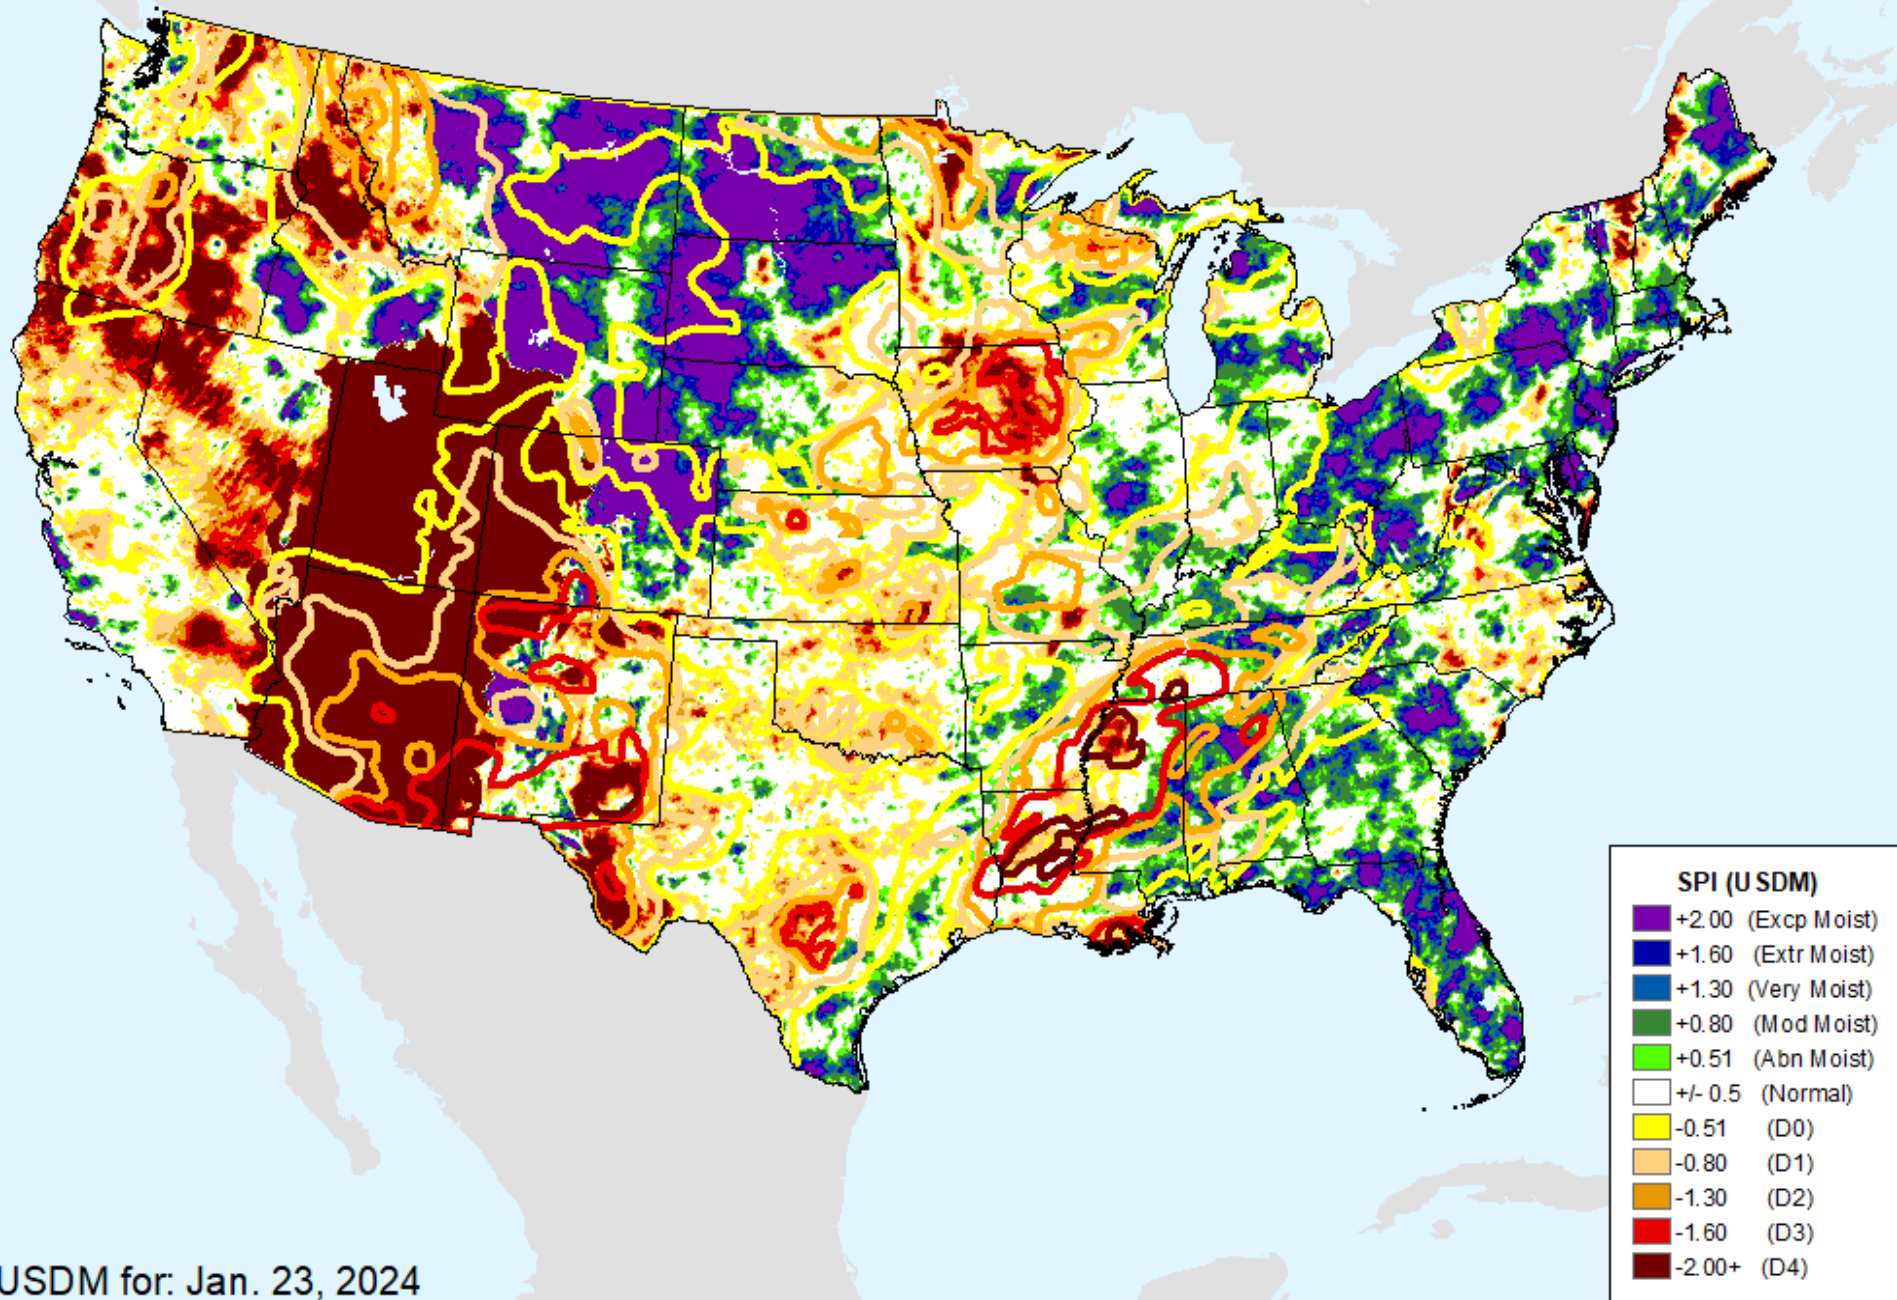 SPI (USDM)
+2.00 (Excp Moist)
+1.60 (Extr Moist)
+1.30 (Very Moist)
+0.80 (Mod Moist)
+0.51 (Abn Moist)
+/- 0.5 (Normal)
-0.51 (D0)
-0.80 (D1)
-1.30 (D2)
-1.60 (D3)
-2.00+ (D4)
USDM for: Jan. 23, 2024